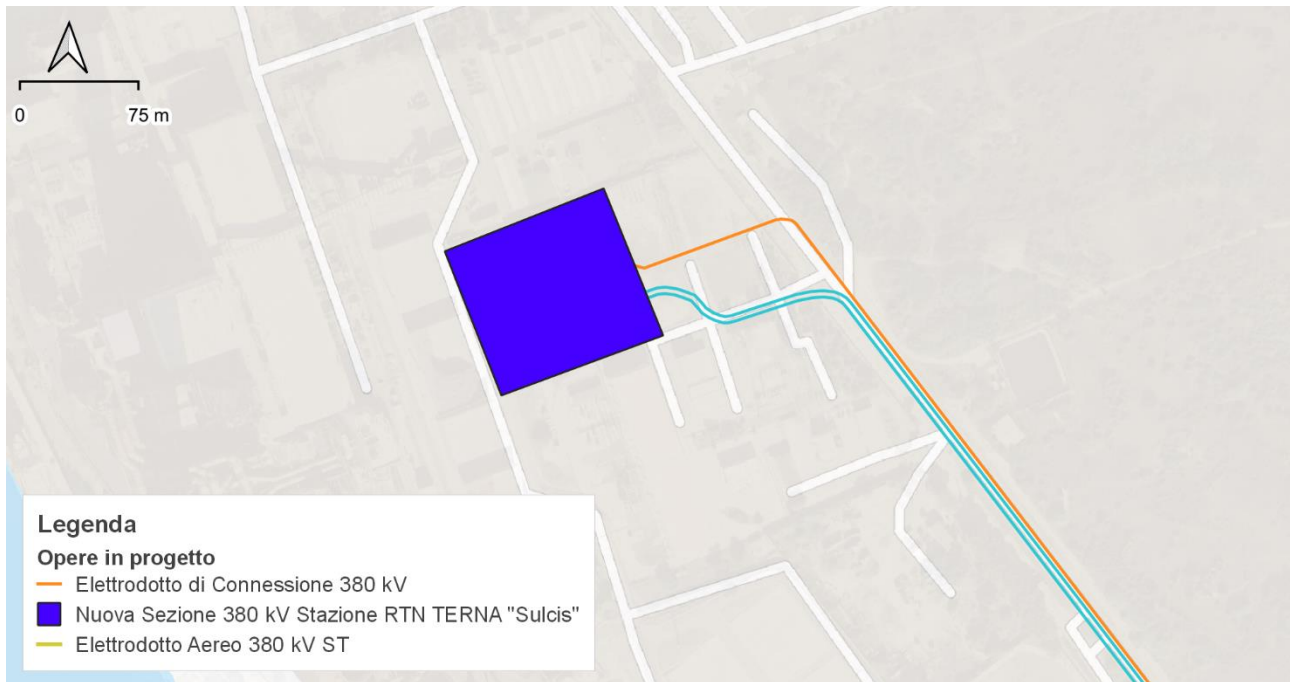 0 75 m
Legenda
Opere in progetto
Elettrodotto di Connessione 380 kV
Nuova Sezione 380 kV Stazione RTN TERNA "Sulcis"
Elettrodotto Aereo 380 kV ST